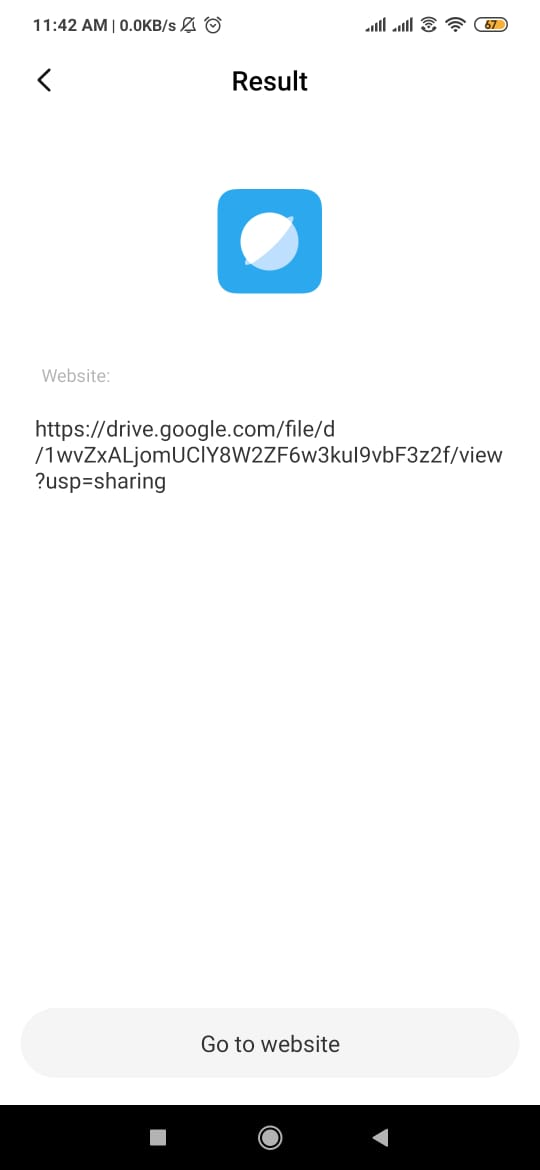 11:42 AM | 0.0KB/s
67
Result
Website:
https://drive.google.com/file/d
/1wvZxALjomUClY8W2ZF6w3kuI9vbF3z2f/view
?usp=sharing
Go to website